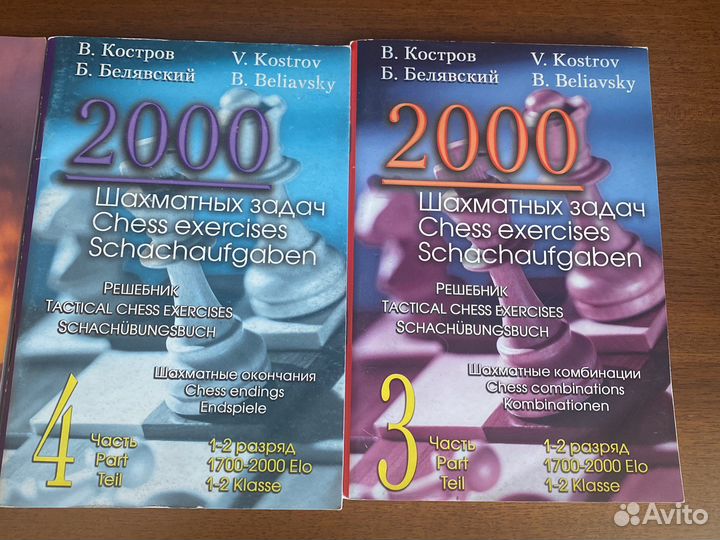 В. Костров
Б. Белявский
V. Kostrov
B. Beliavsky
2000
Шахматных задач
Chess exercises
Schachaufgaben
Решебник
Tactical chess exercises
Schachübungsbuch
Шахматные окончания
Chess endings
Endspiele
4
Часть
Part
Teil
1-2 разряд
1700-2000 Elo
1-2 Klasse
В. Костров
Б. Белявский
V. Kostrov
B. Beliavsky
2000
Шахматных задач
Chess exercises
Schachaufgaben
Решебник
Tactical chess exercises
Schachübungsbuch
Шахматные комбинации
Chess combinations
Kombinationen
3
Часть
Part
Teil
1-2 разряд
1700-2000 Elo
1-2 Klasse
Avito